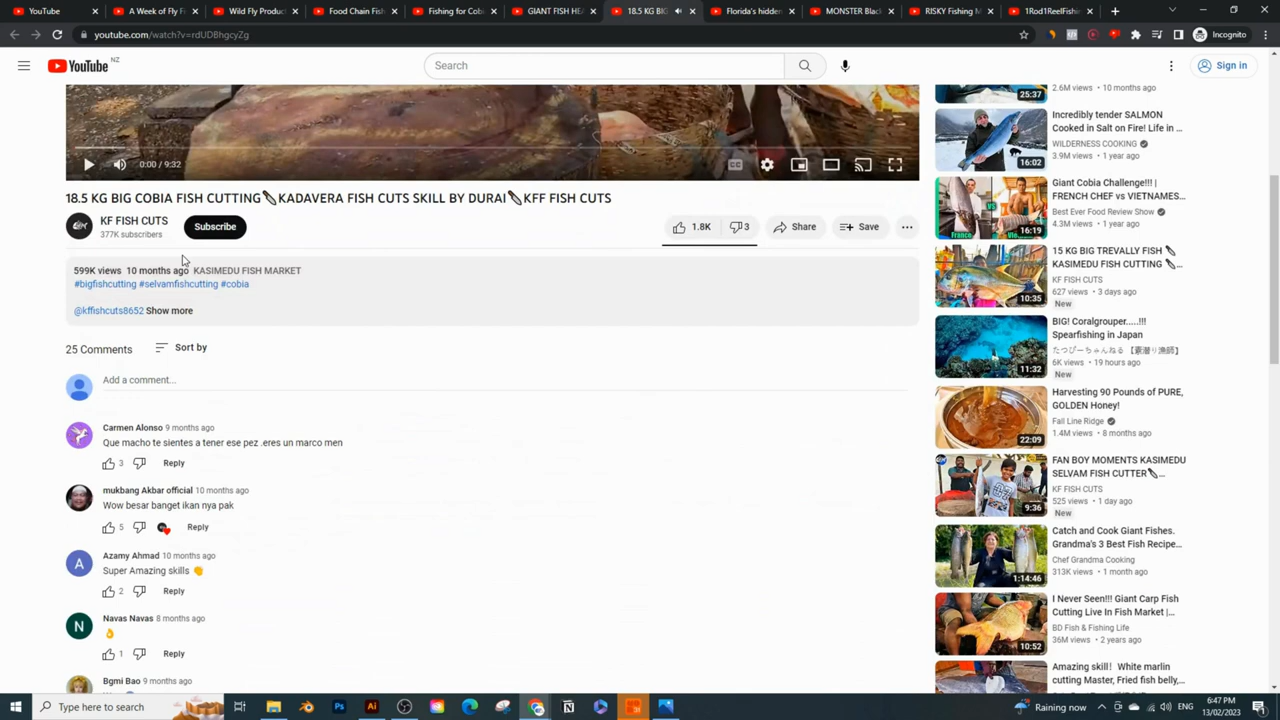 YouTube
A Week of Fly F
Wild Fly Produc
Food Chain Fish
Fishing for Cobi
GIANT FISH HEA
18.5 KG BIG
Florida's hidden
MONSTER Blac
RISKY Fishing M
1Rod1ReelFishi
youtube.com/watch?v=rdUDBhgcyZg
Incognito
YouTube NZ
Search
Sign in
0:00 / 9:32
18.5 KG BIG COBIA FISH CUTTING🔪KADAVERA FISH CUTS SKILL BY DURAI🔪KFF FISH CUTS
KF FISH CUTS
377K subscribers
Subscribe
1.8K
3
Share
Save
599K views 10 months ago KASIMEDU FISH MARKET
#bigfishcutting #selvamfishcutting #cobia
@kffishcuts8652 Show more
25 Comments
Sort by
Add a comment...
Carmen Alonso 9 months ago
Que macho te sientes a tener ese pez .eres un marco men
3 Reply
mukbang Akbar official 10 months ago
Wow besar banget ikan nya pak
5 Reply
A
Azamy Ahmad 10 months ago
Super Amazing skills 👏
2 Reply
N
Navas Navas 8 months ago
👌
1 Reply
Bgmi Bao 9 months ago
25:37
2.6M views • 10 months ago
16:02
Incredibly tender SALMON
Cooked in Salt on Fire! Life in ...
WILDERNESS COOKING
3.9M views • 1 year ago
France VS
16:19
Giant Cobia Challenge!!! |
FRENCH CHEF vs VIETNAMES...
Best Ever Food Review Show
4.3M views • 1 year ago
10:35
15 KG BIG TREVALLY FISH 🔪
KASIMEDU FISH CUTTING 🔪...
KF FISH CUTS
627 views • 3 days ago
New
11:32
BIG! Coralgrouper.....!!!
Spearfishing in Japan
たつぴーちゃんねる 【素潜り漁師】
6K views • 19 hours ago
New
22:09
Harvesting 90 Pounds of PURE,
GOLDEN Honey!
Fall Line Ridge
1.4M views • 8 months ago
9:36
FAN BOY MOMENTS KASIMEDU
SELVAM FISH CUTTER🔪...
KF FISH CUTS
525 views • 1 day ago
New
1:14:46
Catch and Cook Giant Fishes.
Grandma's 3 Best Fish Recipe...
Chef Grandma Cooking
313K views • 1 month ago
10:52
I Never Seen!!! Giant Carp Fish
Cutting Live In Fish Market |...
BD Fish & Fishing Life
36M views • 2 years ago
Amazing skill! White marlin
cutting Master, Fried fish belly,...
Type here to search
Raining now
ENG
6:47 PM
13/02/2023